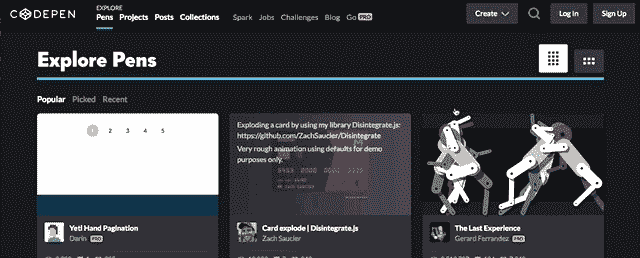 CODEPEN
EXPLORE
Pens Projects Posts Collections Spark Jobs Challenges Blog Go PRO
Create
Log In Sign Up
Explore Pens
Popular Picked Recent
1 2 3 4 5
Exploding a card by using my library Disintegrate.js:
https://github.com/ZachSaucier/Disintegrate
Very rough animation using defaults for demo
purposes only.
Yeti Hand Pagination
Darin PRO
Card explode | Disintegrate.js
Zach Saucier
The Last Experience
Gerard Ferrandez PRO